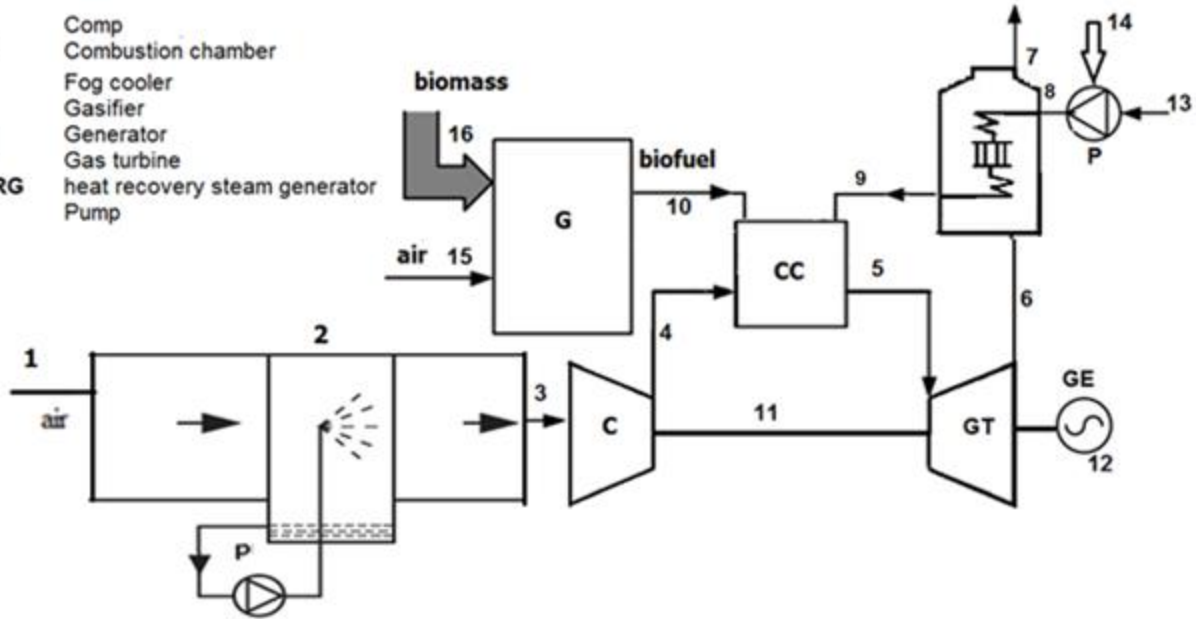 Comp
Combustion chamber
Fog cooler
Gasifier
Generator
Gas turbine
RG heat recovery steam generator
Pump
biomass
16
air 15
G
biofuel
10
9
CC
5
4
7
8
14
13
P
6
1
air
2
3
C
11
GT
GE
12
P